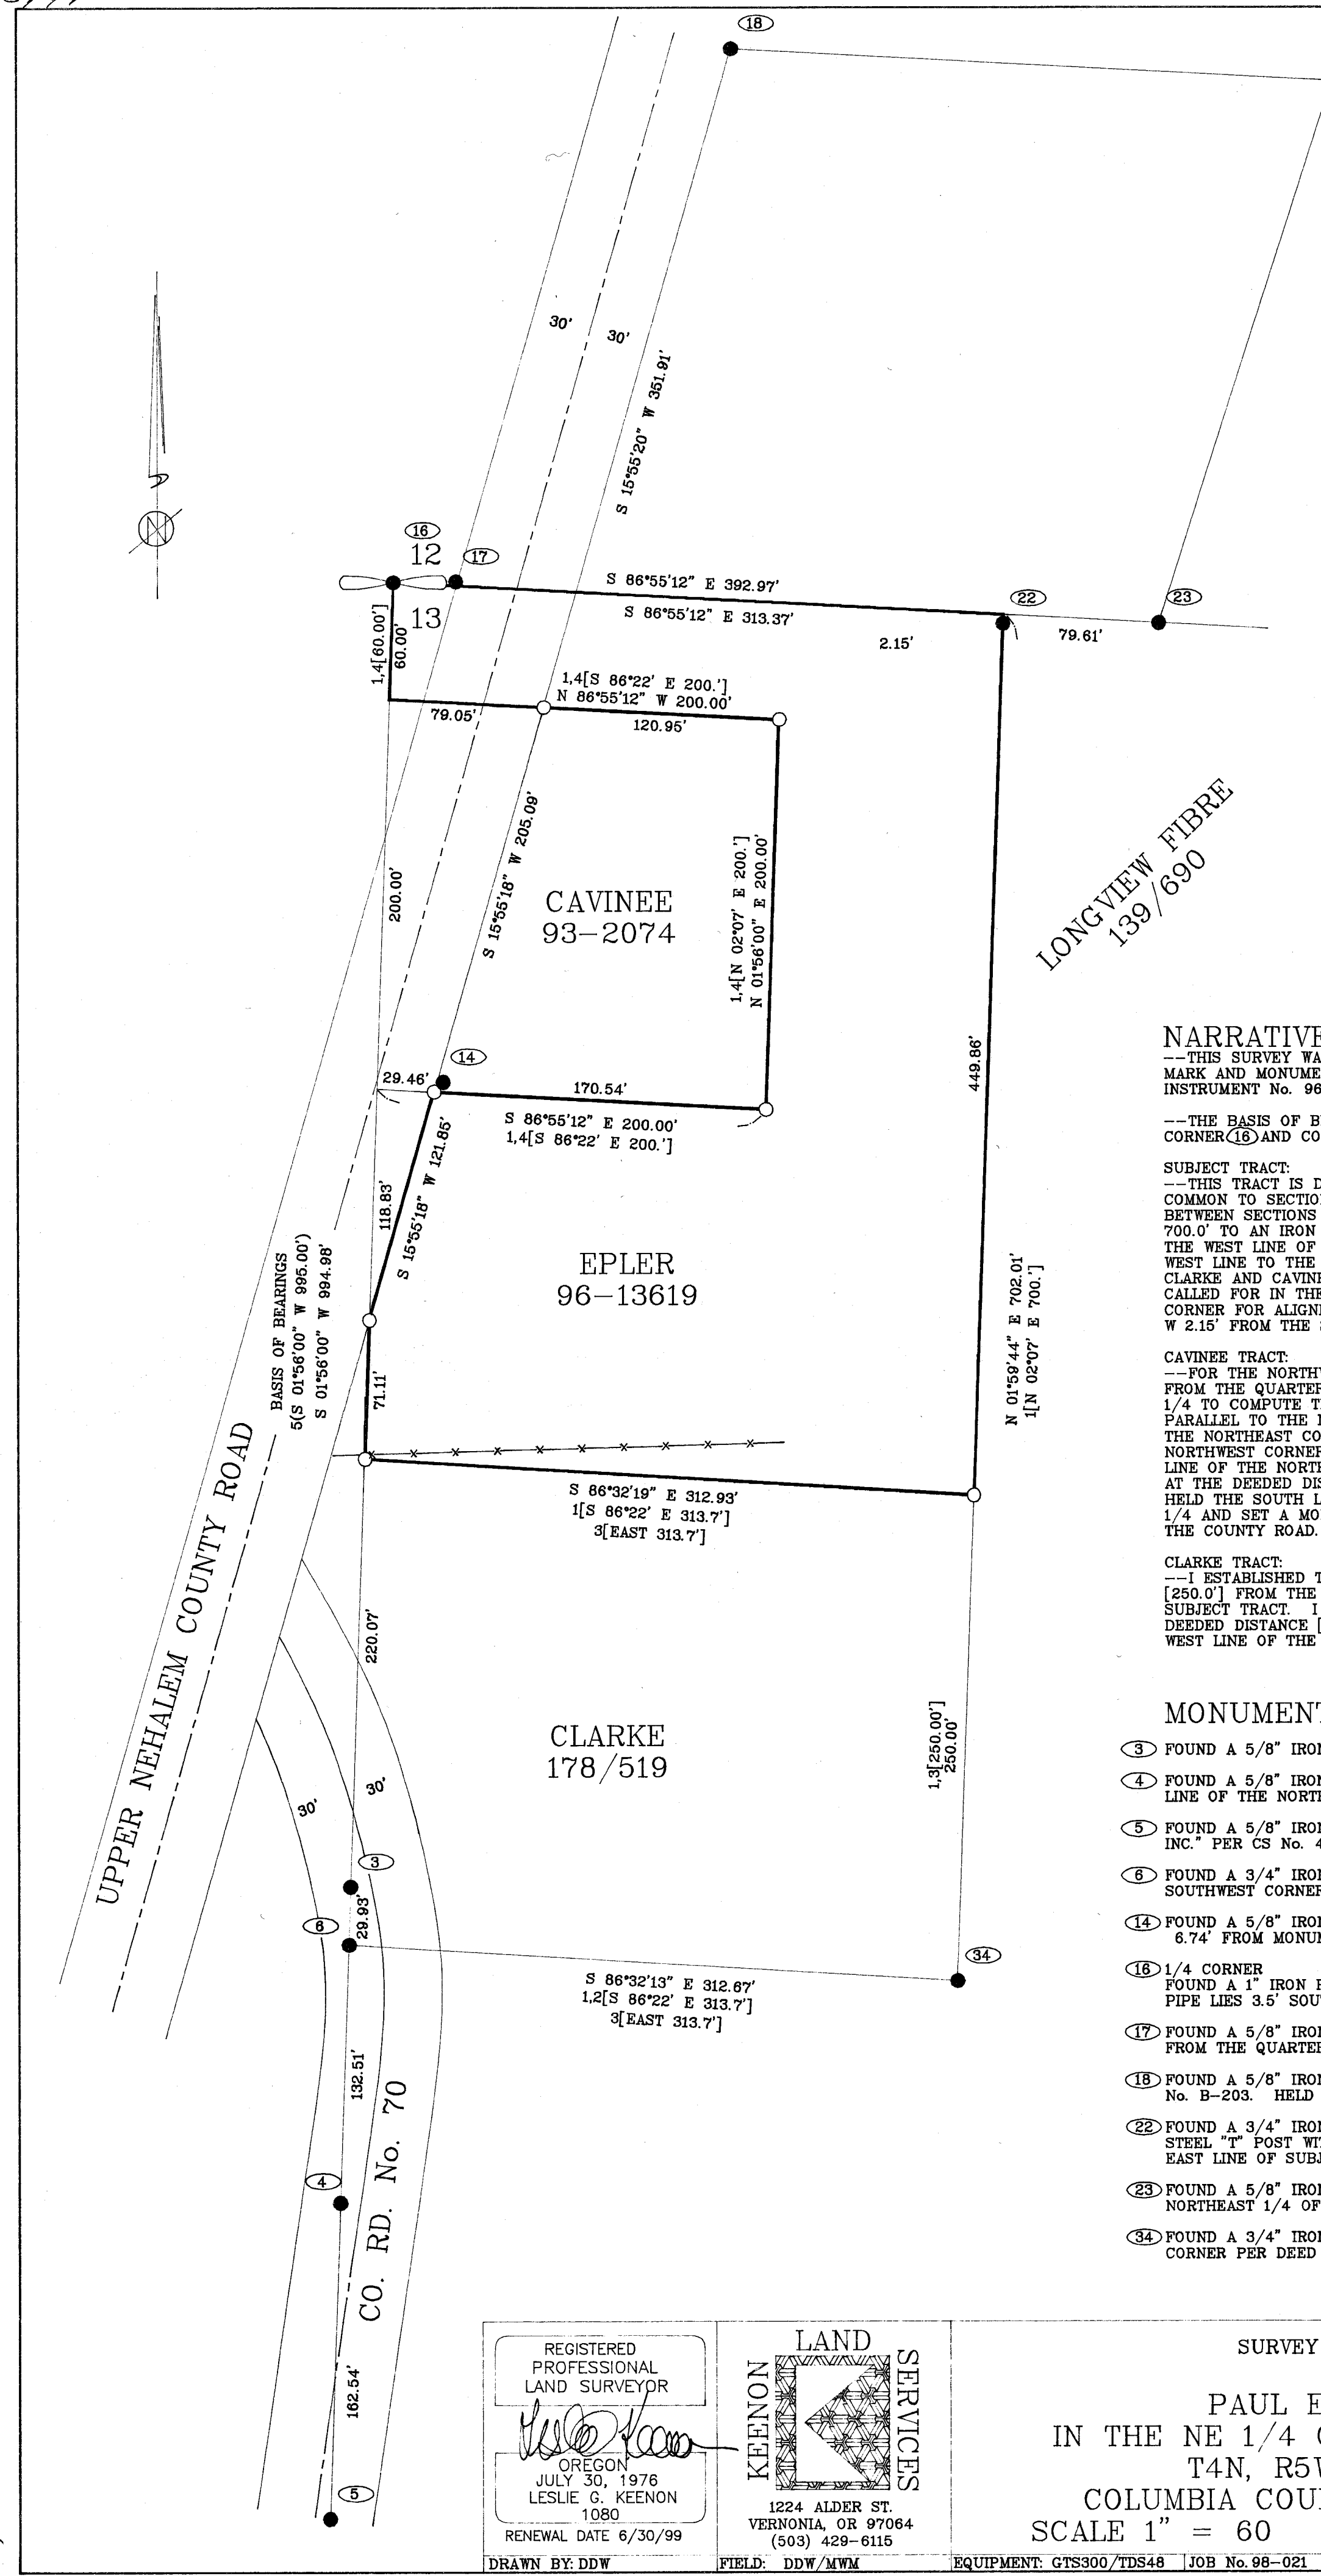 18
30'
30'
S 15°55'20" W 351.91'
16
12
17
13
S 86°55'12" E 392.97'
S 86°55'12" E 313.37'
22
23
2.15'
79.61'
1,4[60.00']
60.00'
1,4[S 86°22' E 200.']
N 86°55'12" W 200.00'
79.05'
120.95'
200.00'
S 15°55'18" W 205.09'
CAVINEE
93-2074
1,4[N 02°07' E 200.']
N 01°56'00" E 200.00'
LONGVIEW FIBRE
139/690
449.86'
14
29.46'
170.54'
S 86°55'12" E 200.00'
1,4[S 86°22' E 200.']
118.83'
S 15°55'18" W 121.85'
EPLER
96-13619
BASIS OF BEARINGS
5(S 01°56'00" W 995.00')
S 01°56'00" W 994.98'
71.11'
N 01°59'44" E 702.01'
1[N 02°07' E 700.']
S 86°32'19" E 312.93'
1[S 86°22' E 313.7']
3[EAST 313.7']
UPPER NEHALEM COUNTY ROAD
220.07'
CLARKE
178/519
1,3[250.00']
250.00'
30'
30'
3
6
29.93'
34
S 86°32'13" E 312.67'
1,2[S 86°22' E 313.7']
3[EAST 313.7']
132.51'
CO. RD. No. 70
4
162.54'
5
NARRATIVE
--THIS SURVEY WA
MARK AND MONUME
INSTRUMENT No. 96
--THE BASIS OF B
CORNER 16 AND CO
SUBJECT TRACT:
--THIS TRACT IS D
COMMON TO SECTIO
BETWEEN SECTIONS
700.0' TO AN IRON
THE WEST LINE OF
WEST LINE TO THE
CLARKE AND CAVINE
CALLED FOR IN THE
CORNER FOR ALIGN
W 2.15' FROM THE
CAVINEE TRACT:
--FOR THE NORTHW
FROM THE QUARTER
1/4 TO COMPUTE T
PARALLEL TO THE
THE NORTHEAST CO
NORTHWEST CORNER
LINE OF THE NORTH
AT THE DEEDED DIS
HELD THE SOUTH L
1/4 AND SET A MO
THE COUNTY ROAD.
CLARKE TRACT:
--I ESTABLISHED T
[250.0'] FROM THE
SUBJECT TRACT. I
DEEDED DISTANCE [
WEST LINE OF THE
MONUMENT
3 FOUND A 5/8" IRON
4 FOUND A 5/8" IRON
LINE OF THE NORTH
5 FOUND A 5/8" IRON
INC." PER CS No. 4
6 FOUND A 3/4" IRON
SOUTHWEST CORNER
14 FOUND A 5/8" IRON
6.74' FROM MONUM
16 1/4 CORNER
FOUND A 1" IRON P
PIPE LIES 3.5' SOU
17 FOUND A 5/8" IRON
FROM THE QUARTER
18 FOUND A 5/8" IRON
No. B-203. HELD
22 FOUND A 3/4" IRON
STEEL "T" POST WIT
EAST LINE OF SUBJ
23 FOUND A 5/8" IRON
NORTHEAST 1/4 OF
34 FOUND A 3/4" IRON
CORNER PER DEED
REGISTERED
PROFESSIONAL
LAND SURVEYOR
OREGON
JULY 30, 1976
LESLIE G. KEENON
1080
RENEWAL DATE 6/30/99
KEENON
LAND
SERVICES
1224 ALDER ST.
VERNONIA, OR 97064
(503) 429-6115
SURVEY
PAUL E
IN THE NE 1/4
T4N, R5W
COLUMBIA COU
SCALE 1" = 60
DRAWN BY: DDW
FIELD: DDW/MWM
EQUIPMENT: GTS300/TDS48
JOB No. 98-021